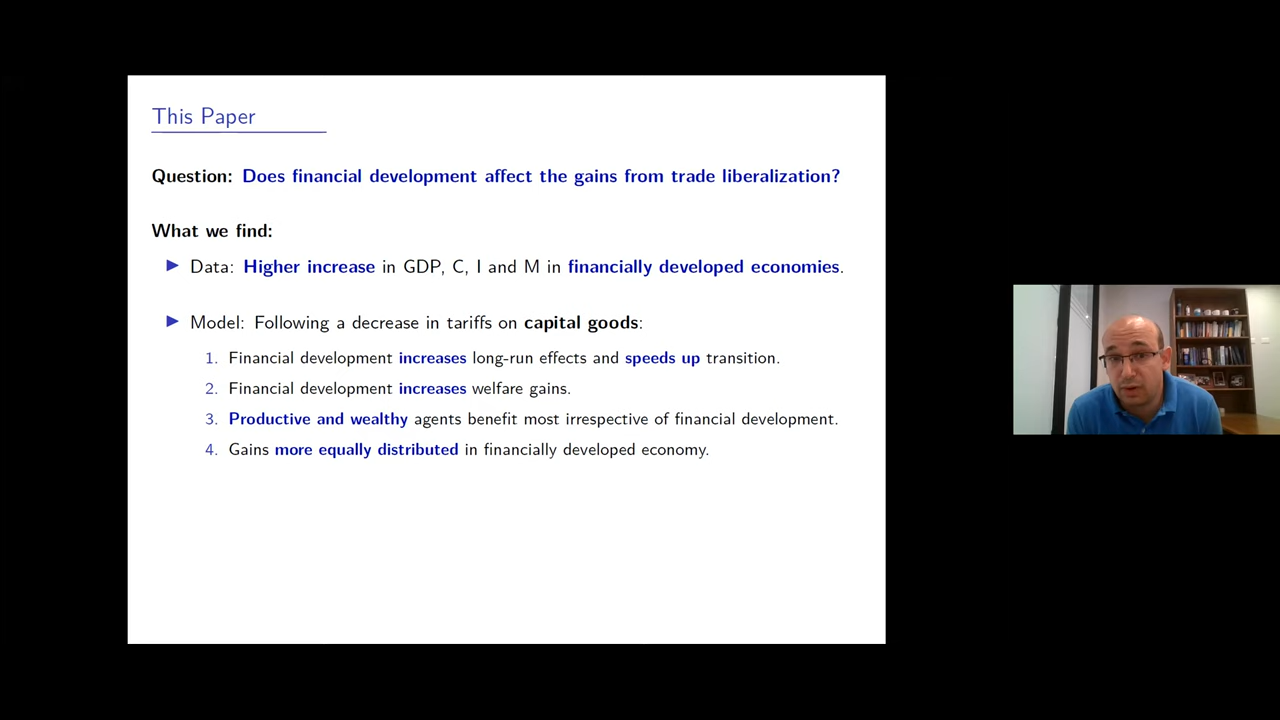 This Paper
Question: Does financial development affect the gains from trade liberalization?
What we find:
▶ Data: Higher increase in GDP, C, I and M in financially developed economies.
▶ Model: Following a decrease in tariffs on capital goods:
1. Financial development increases long-run effects and speeds up transition.
2. Financial development increases welfare gains.
3. Productive and wealthy agents benefit most irrespective of financial development.
4. Gains more equally distributed in financially developed economy.